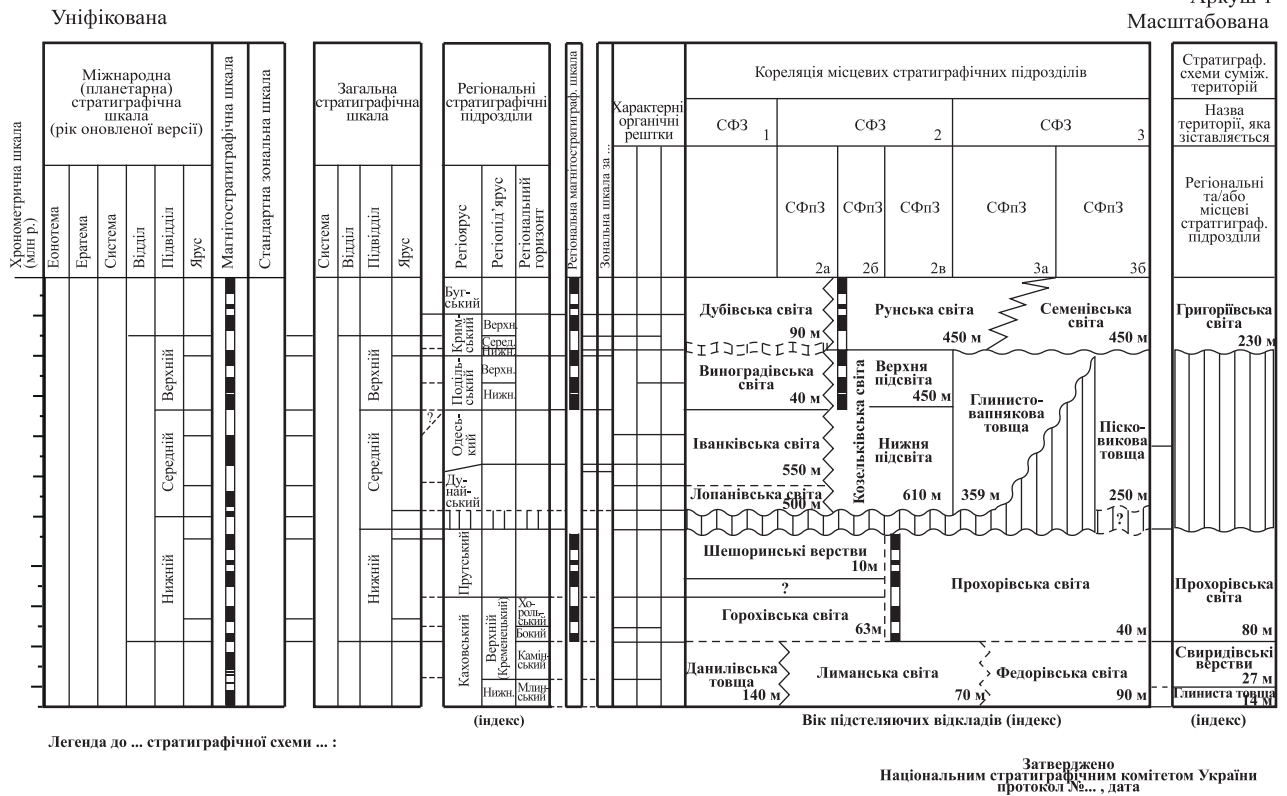 Уніфікована
Аркуш 1
Масштабована
Хронометрична шкала
(млн р.)
Міжнародна
(планетарна)
стратиграфічна
шкала
(рік оновленої версії)
Еонотема
Ератема
Система
Відділ
Підвідділ
Ярус
Магнітостратиграфічна шкала
Стандартна зональна шкала
Загальна
стратиграфічна
шкала
Система
Відділ
Підвідділ
Ярус
Регіональні
стратиграфічні
підрозділи
Регіоярус
Регіопід’ярус
Регіональний
горизонт
Регіональна магнітостратиграф. шкала
Зональна шкала за ...
Характерні
органічні
рештки
Кореляція місцевих стратиграфічних підрозділів
СФЗ
1
СФЗ
2
СФЗ
3
СФпЗ
2а
СФпЗ
2б
СФпЗ
2в
СФпЗ
3а
СФпЗ
3б
Стратиграф.
схеми суміж.
територій
Назва
території, яка
зіставляється
Регіональні
та/або
місцеві
стратгиграф.
підрозділи
Верхній
Середній
Нижній
Верхній
Середній
Нижній
?
Буг-
ський
Крим-
ський
Верхн.
Серед.
Нижн.
Поділь-
ський
Верхн.
Нижн.
Одесь-
кий
Ду-
най-
ський
Прутський
Каховський
Верхній
(Кременецький)
Хо-
роль-
ський
Бокий
Камін-
ський
Нижн.
Млин-
ський
Дубівська світа
90 м
Рунська світа
450 м
Семенівська
світа
450 м
Григоріївська
світа
230 м
Виноградівська
світа
40 м
Козельківська світа
Верхня
підсвіта
450 м
Глинисто-
вапнякова
товща
359 м
Піско-
викова
товща
250 м
Іванківська світа
550 м
Нижня
підсвіта
610 м
Лопанівська світа
500 м
?
Шешоринські верстви
10м
?
Горохівська світа
63м
Прохорівська світа
40 м
Прохорівська
світа
80 м
Данилівська
товща
140 м
Лиманська світа
70 м
Федорівська світа
90 м
Свиридівські
верстви
27 м
Глиниста товща
14 м
(індекс)
Вік підстеляючих відкладів (індекс)
(індекс)
Легенда до ... стратиграфічної схеми ... :
Затверджено
Національним стратиграфічним комітетом України
протокол №... , дата